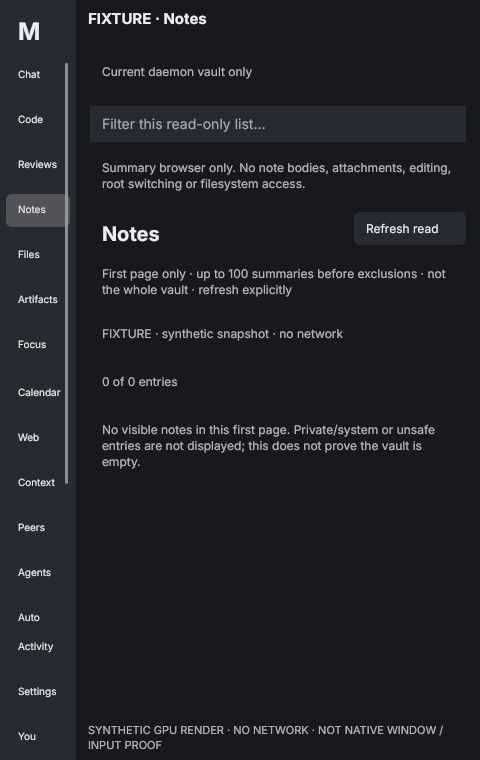 M
Chat
Code
Reviews
Notes
Files
Artifacts
Focus
Calendar
Web
Context
Peers
Agents
Auto
Activity
Settings
You
FIXTURE · Notes
Current daemon vault only
Filter this read-only list...
Summary browser only. No note bodies, attachments, editing,
root switching or filesystem access.
Notes
Refresh read
First page only · up to 100 summaries before exclusions · not
the whole vault · refresh explicitly
FIXTURE · synthetic snapshot · no network
0 of 0 entries
No visible notes in this first page. Private/system or unsafe
entries are not displayed; this does not prove the vault is
empty.
SYNTHETIC GPU RENDER · NO NETWORK · NOT NATIVE WINDOW /
INPUT PROOF